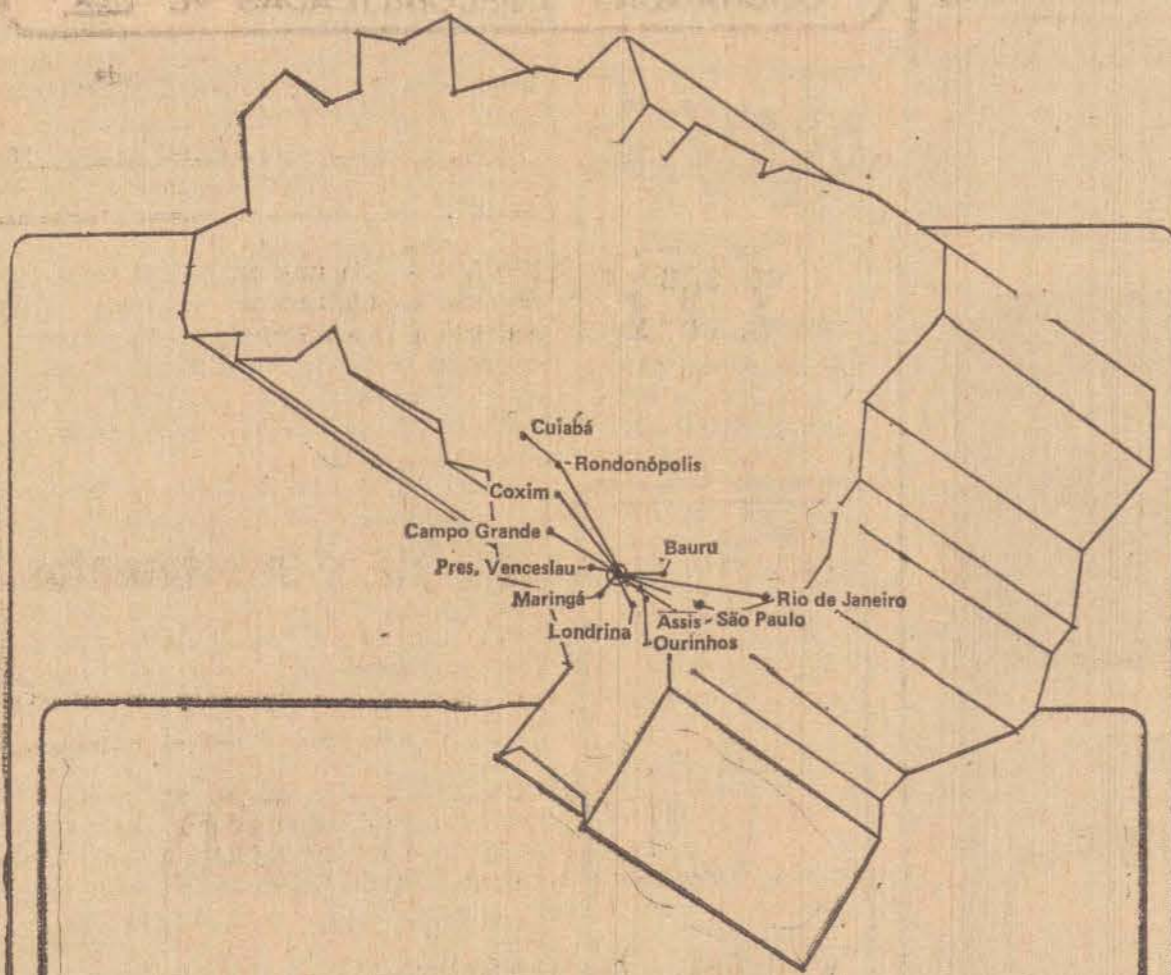 Cuiabá
Rondonópolis
Coxim
Campo Grande
Bauru
Pres. Venceslau
Maringá
Rio de Janeiro
Assis - São Paulo
Londrina
Ourinhos